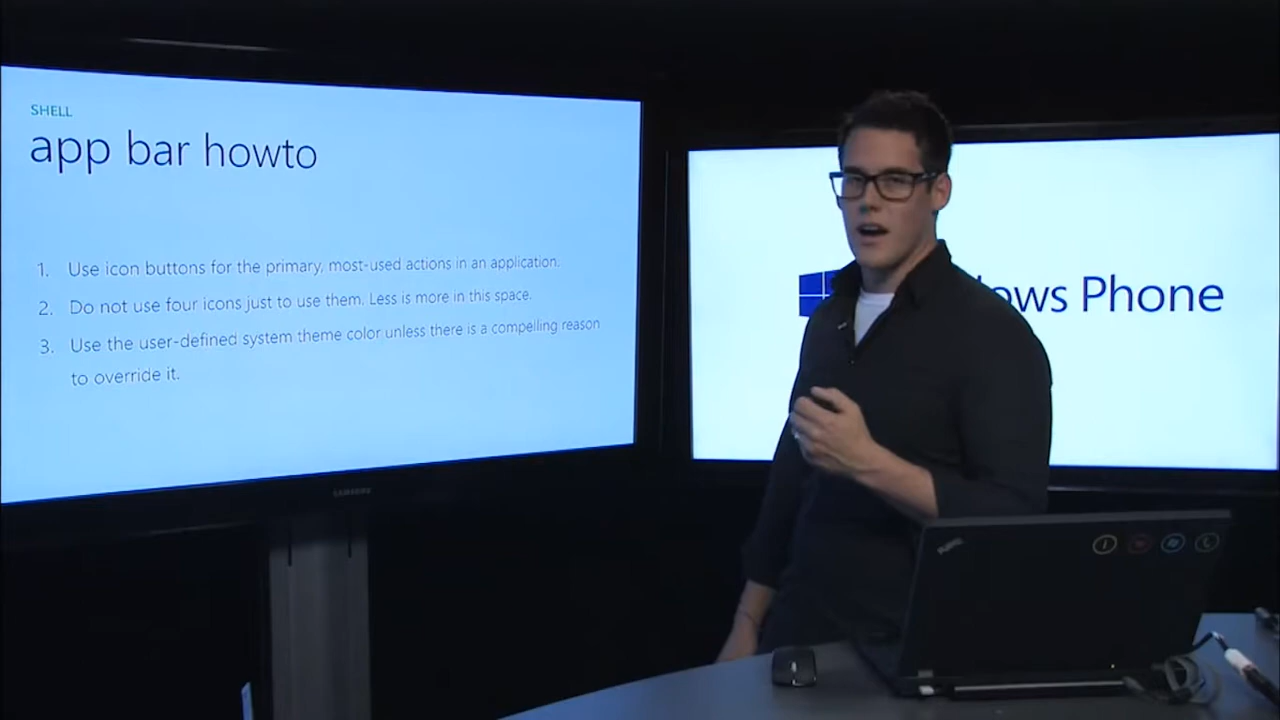 SHELL
app bar howto
1. Use icon buttons for the primary, most-used actions in an application.
2. Do not use four icons just to use them. Less is more in this space.
3. Use the user-defined system theme color unless there is a compelling reason
to override it.
ows Phone
SAMSUNG
ThinkPad